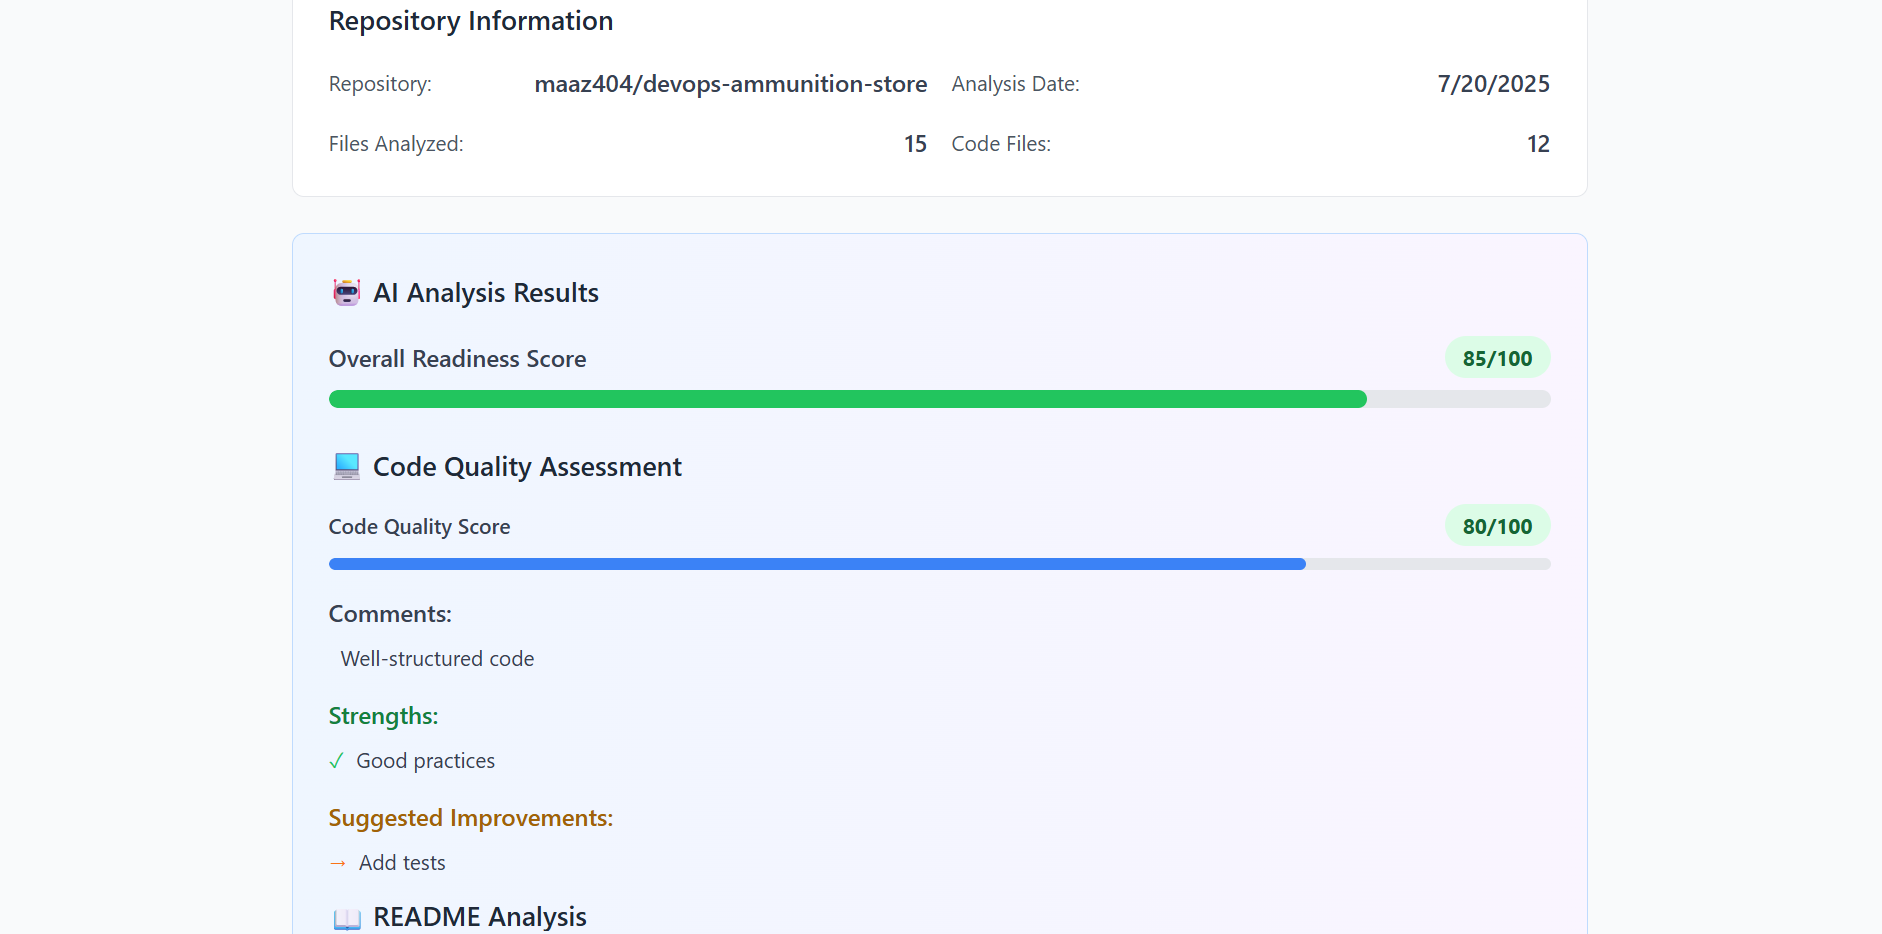 Repository Information
Repository: maaz404/devops-ammunition-store Analysis Date: 7/20/2025
Files Analyzed: 15 Code Files: 12
AI Analysis Results
Overall Readiness Score 85/100
Code Quality Assessment
Code Quality Score 80/100
Comments:
Well-structured code
Strengths:
✓ Good practices
Suggested Improvements:
→ Add tests
README Analysis